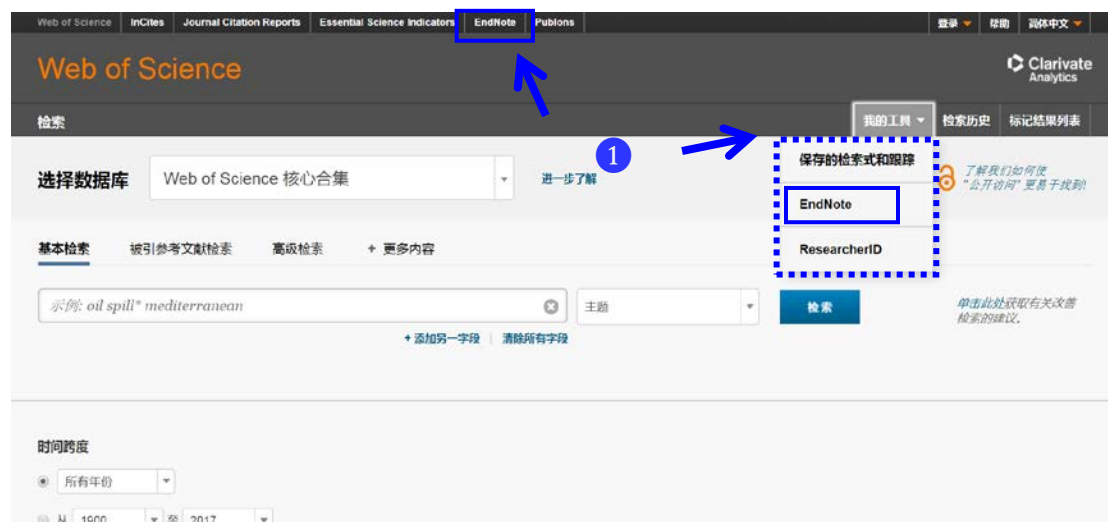 Web of Science InCites Journal Citation Reports Essential Science Indicators EndNote Publons 登录 帮助 简体中文
Web of Science
Clarivate
Analytics
检索 我的工具 检索历史 标记结果列表
1
选择数据库 Web of Science 核心合集 进一步了解
保存的检索式和跟踪
EndNote
ResearcherID
了解我们如何使
"公开访问" 更易于找到!
基本检索 被引参考文献检索 高级检索 + 更多内容
示例: oil spill* mediterranean 主题 检索
单击此处获取有关改善
检索的建议。
+ 添加另一字段 清除所有字段
时间跨度
所有年份
从 1900 至 2017